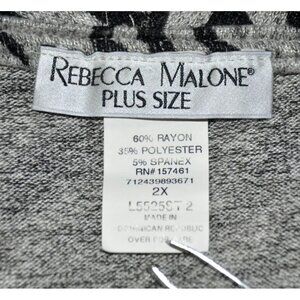 REBECCA MALONE®
PLUS SIZE
60% RAYON
35% POLYESTER
5% SPANEX
RN# 157461
712439893671
2X
L5525ST 2
MADE IN
DOMINICAN REPUBLIC
OVER